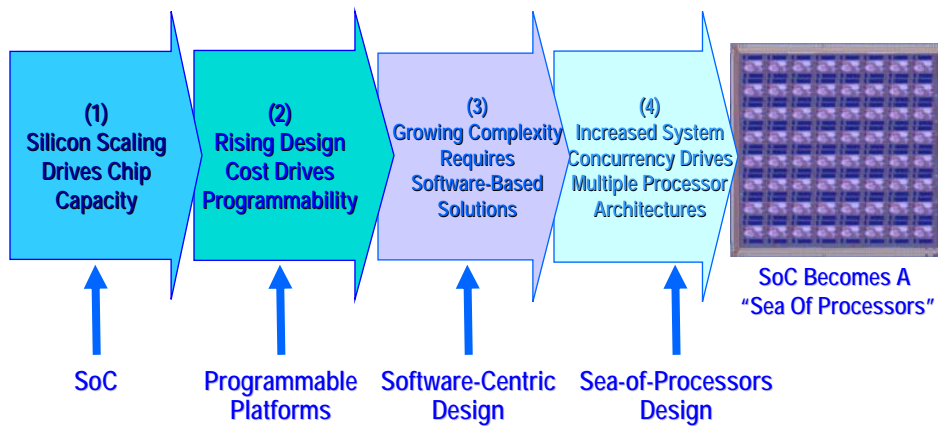 (1)
Silicon Scaling
Drives Chip
Capacity
(2)
Rising Design
Cost Drives
Programmability
(3)
Growing Complexity
Requires
Software-Based
Solutions
(4)
Increased System
Concurrency Drives
Multiple Processor
Architectures
SoC Becomes A
“Sea Of Processors”
SoC
Programmable
Platforms
Software-Centric
Design
Sea-of-Processors
Design